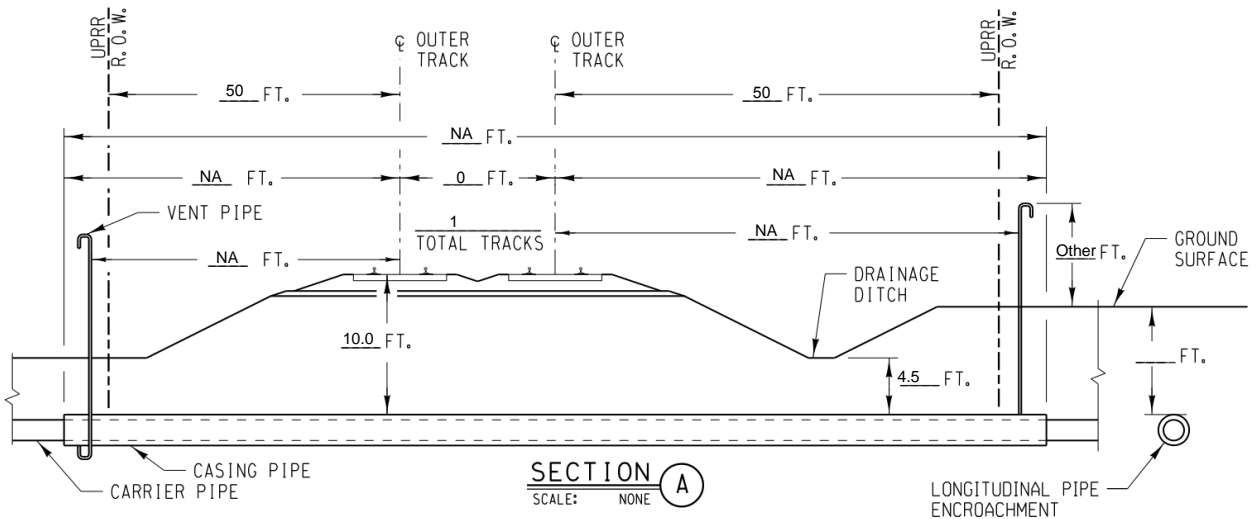 UPRR
R.O.W.
UPRR
R.O.W.
℄ OUTER
TRACK
℄ OUTER
TRACK
50 FT.
50 FT.
NA FT.
NA FT.
0 FT.
NA FT.
VENT PIPE
1
TOTAL TRACKS
NA FT.
NA FT.
Other FT.
GROUND
SURFACE
DRAINAGE
DITCH
10.0 FT.
4.5 FT.
____ FT.
CASING PIPE
CARRIER PIPE
SECTION A
SCALE: NONE
LONGITUDINAL PIPE
ENCROACHMENT